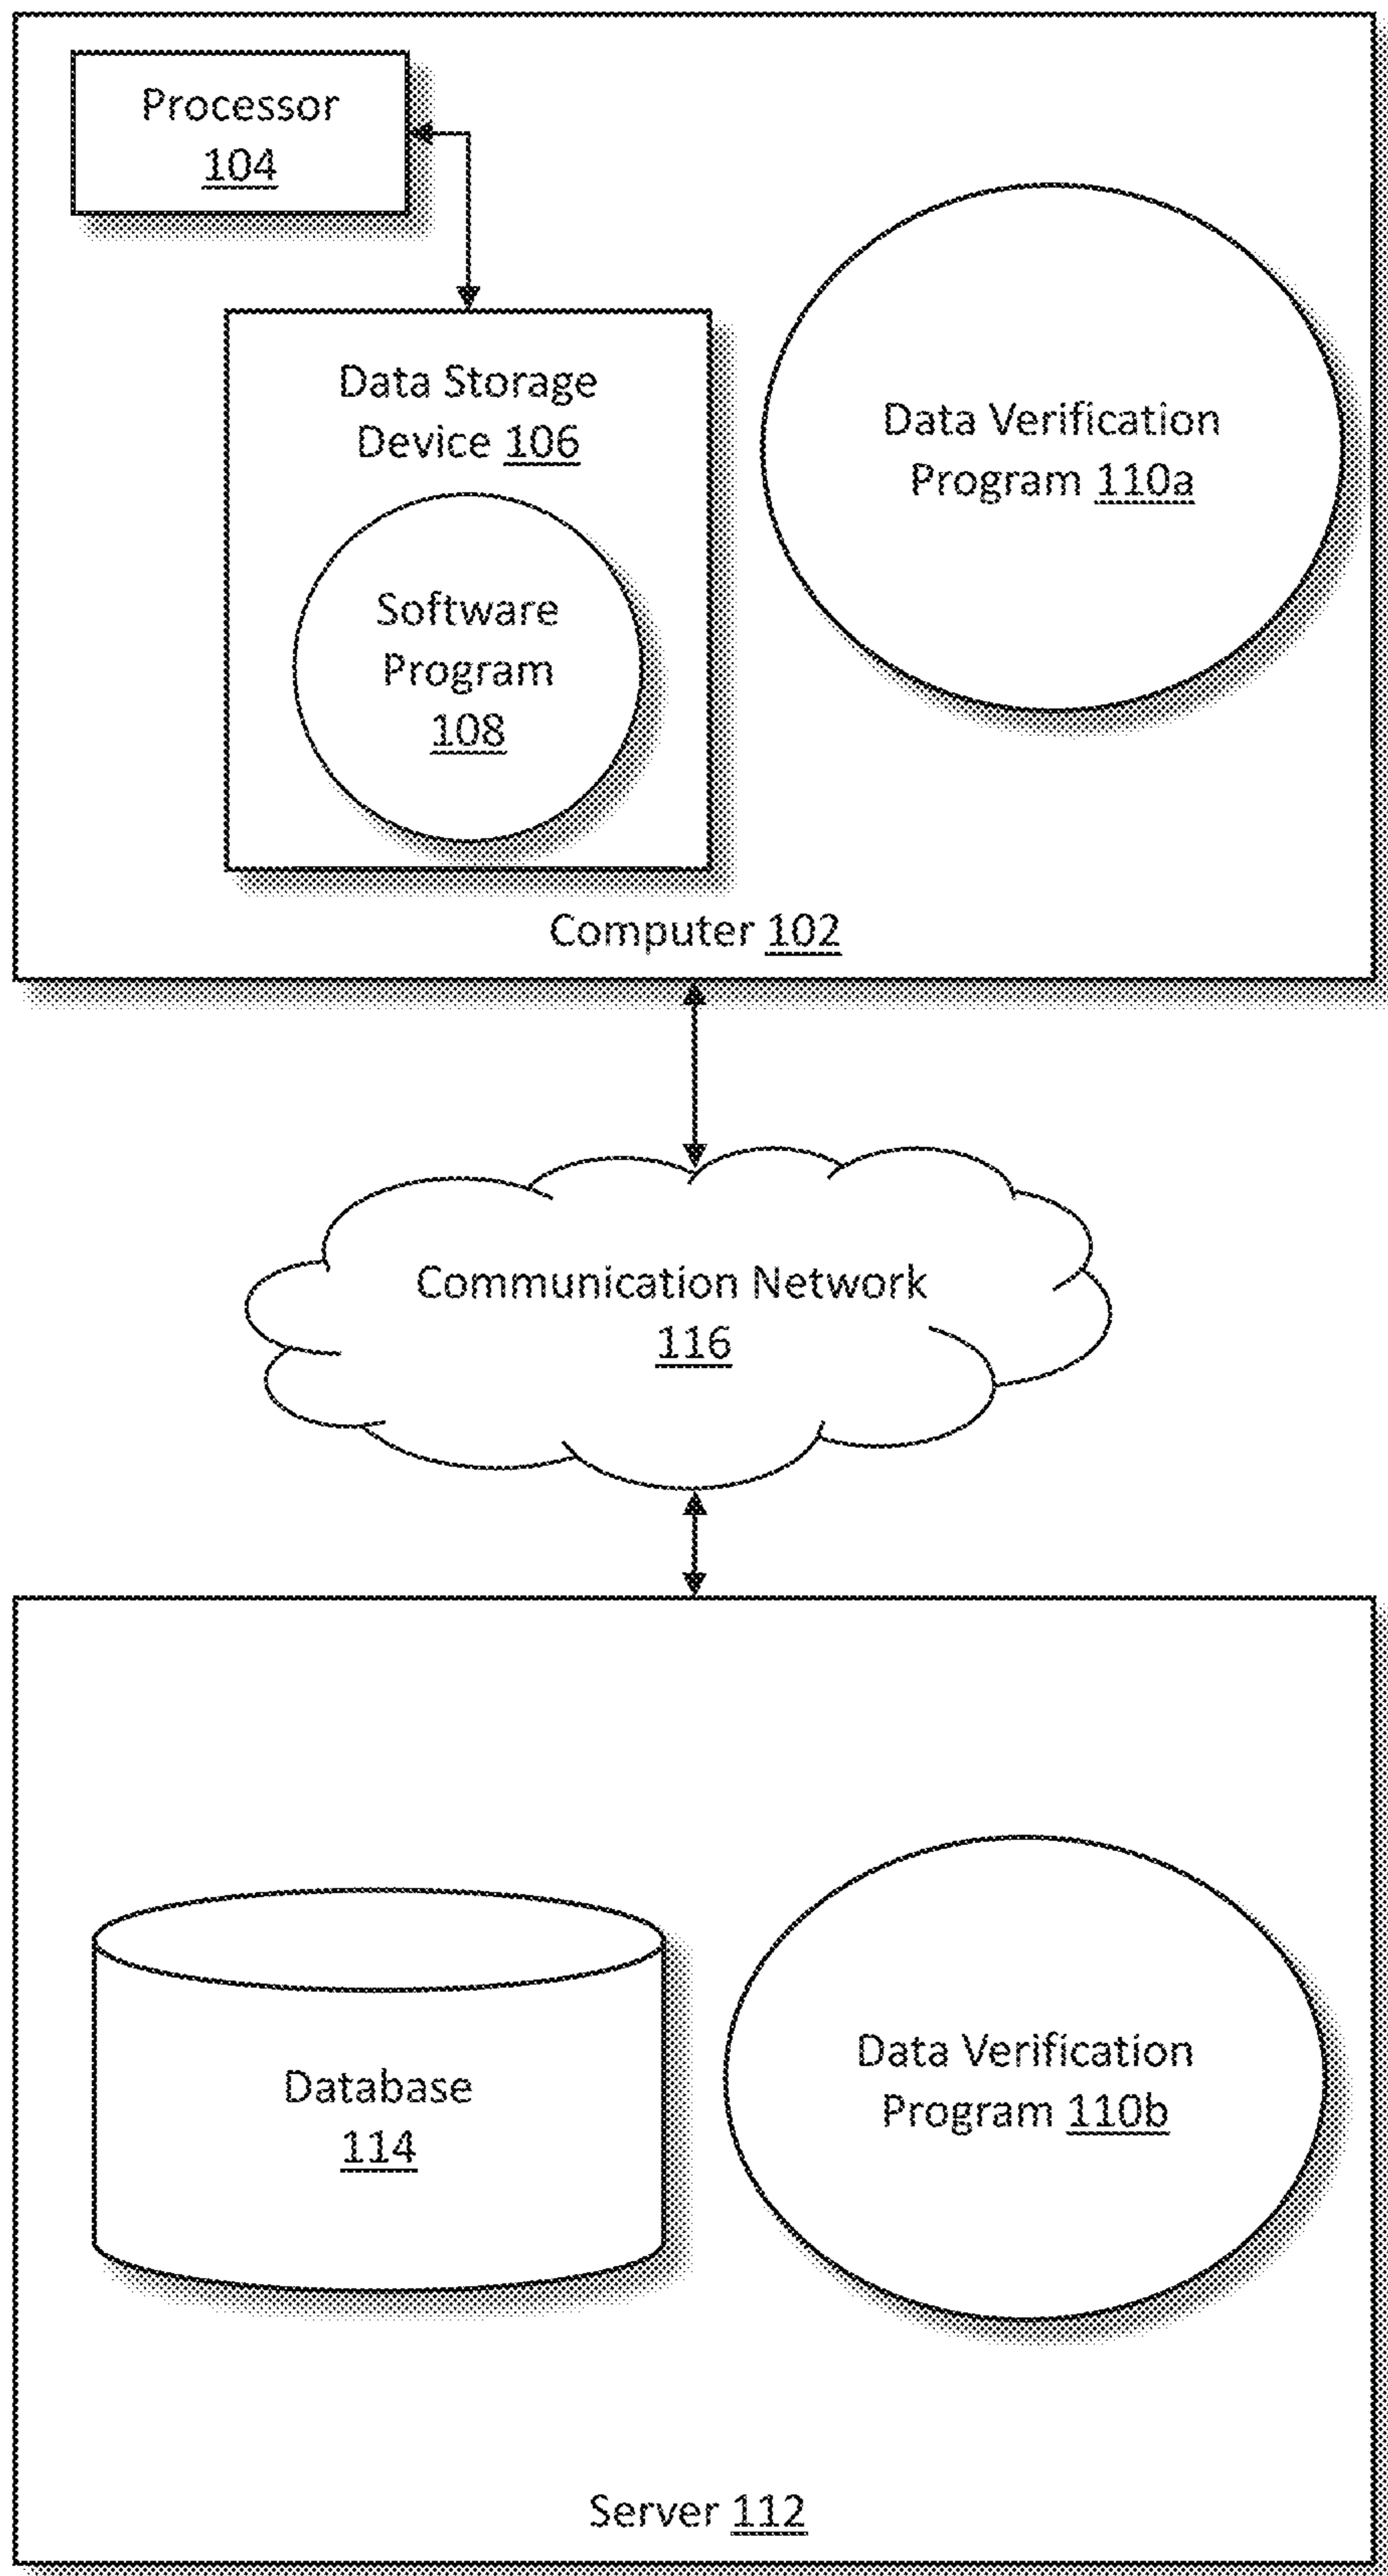 Processor
104
Data Storage
Device 106
Software
Program
108
Data Verification
Program 110a
Computer 102
Communication Network
116
Database
114
Data Verification
Program 110b
Server 112